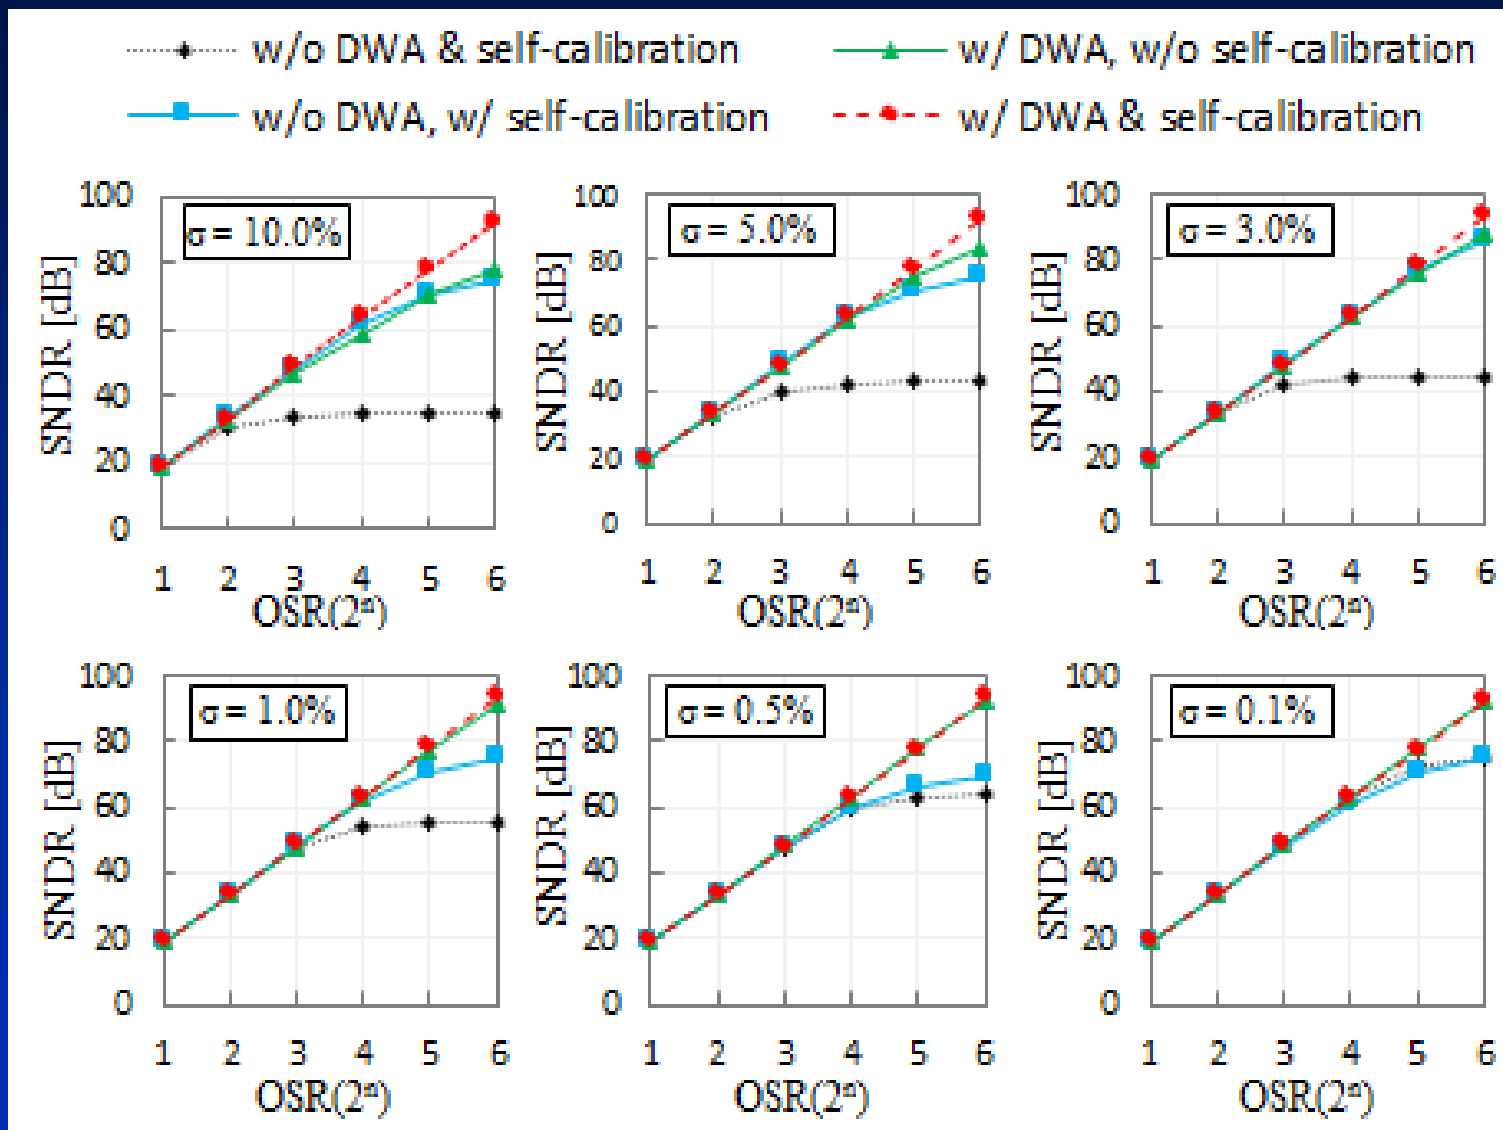 w/o DWA & self-calibration
w/ DWA, w/o self-calibration
w/o DWA, w/ self-calibration
w/ DWA & self-calibration
σ = 10.0%
SNDR [dB]
100
80
60
40
20
0
1 2 3 4 5 6
OSR(2ⁿ)
σ = 5.0%
SNDR [dB]
100
80
60
40
20
0
1 2 3 4 5 6
OSR(2ⁿ)
σ = 3.0%
SNDR [dB]
100
80
60
40
20
0
1 2 3 4 5 6
OSR(2ⁿ)
σ = 1.0%
SNDR [dB]
100
80
60
40
20
0
1 2 3 4 5 6
OSR(2ⁿ)
σ = 0.5%
SNDR [dB]
100
80
60
40
20
0
1 2 3 4 5 6
OSR(2ⁿ)
σ = 0.1%
SNDR [dB]
100
80
60
40
20
0
1 2 3 4 5 6
OSR(2ⁿ)